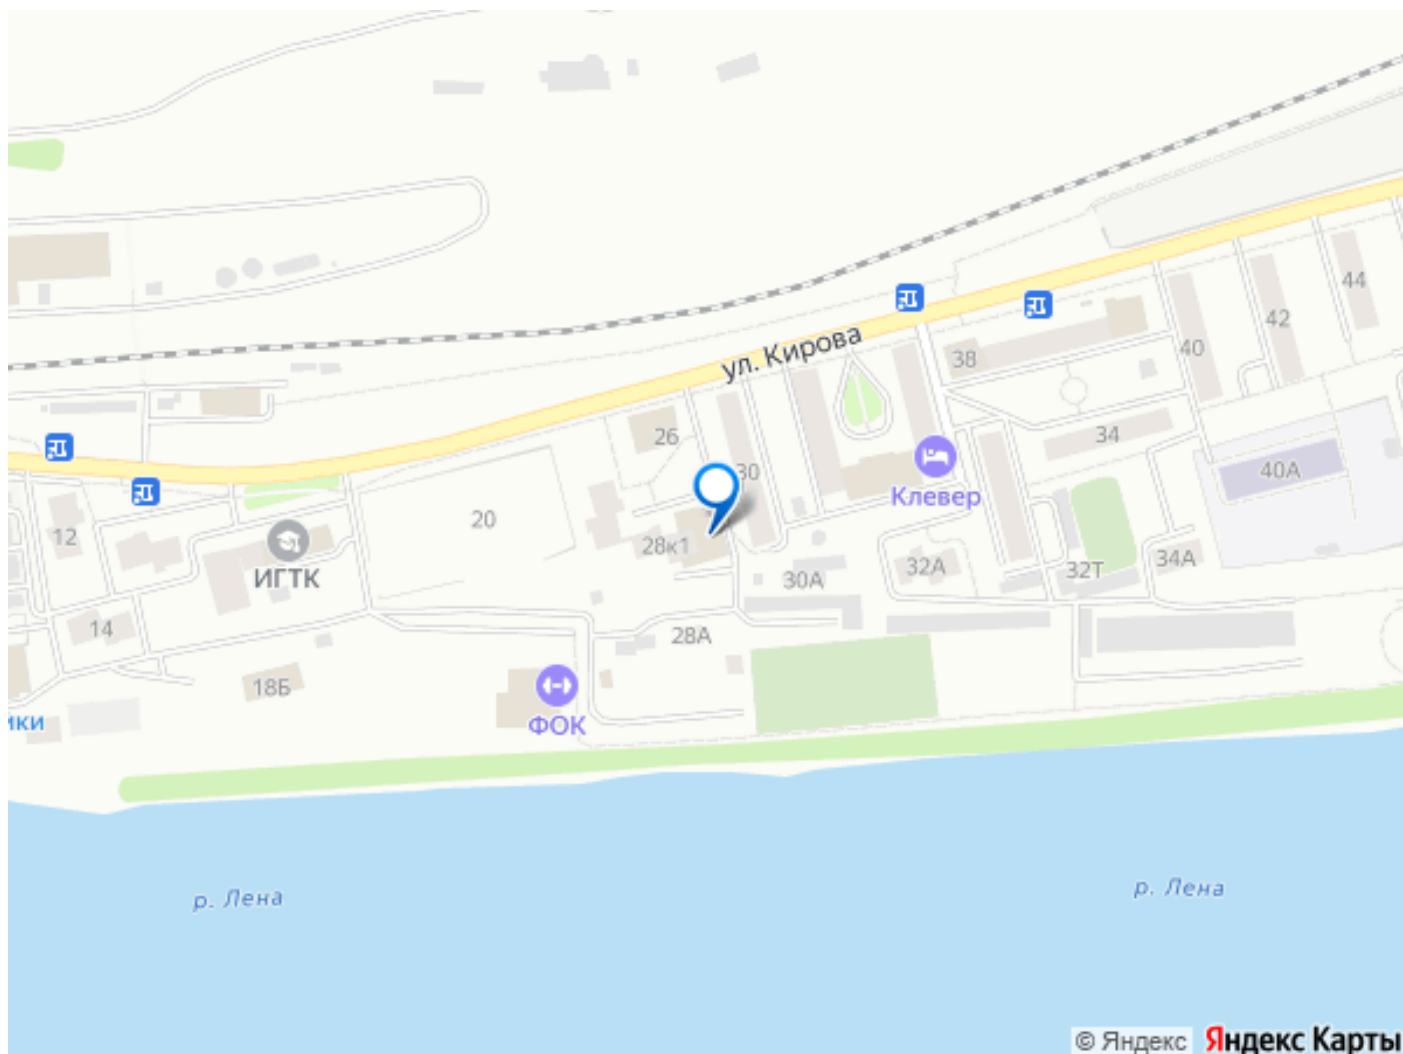 ул. Кирова
44
42
40
38
26
34
30
40А
Клевер
20
12
28к1
32А
34А
32Т
ИГТК
30А
14
28А
18Б
ики
ФОК
р. Лена
р. Лена
© Яндекс Яндекс Карты